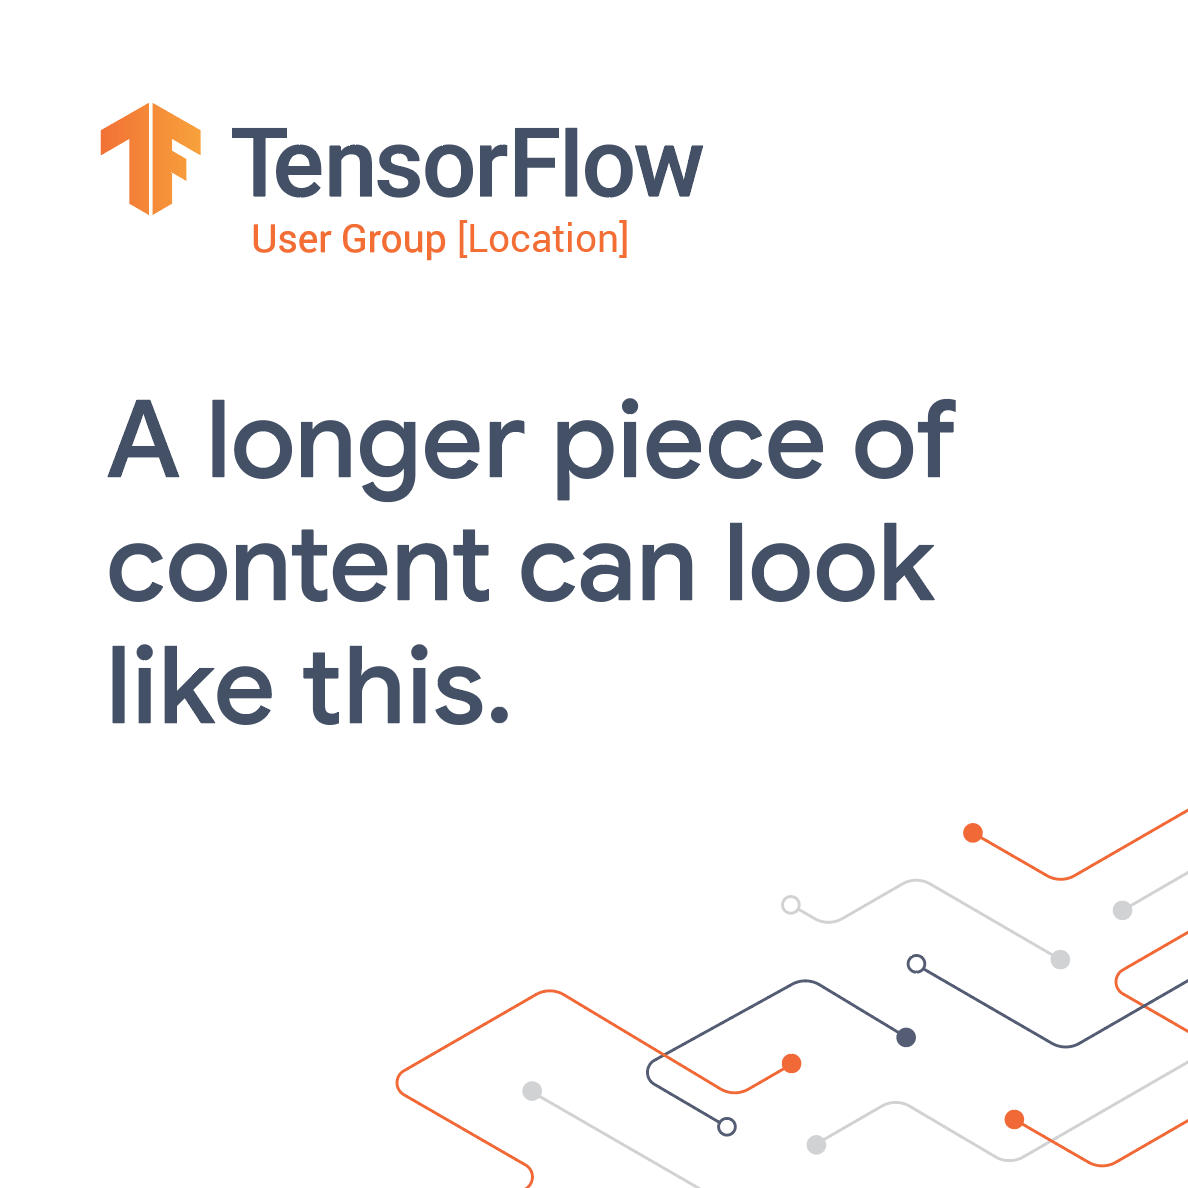 TensorFlow
User Group [Location]
A longer piece of
content can look
like this.